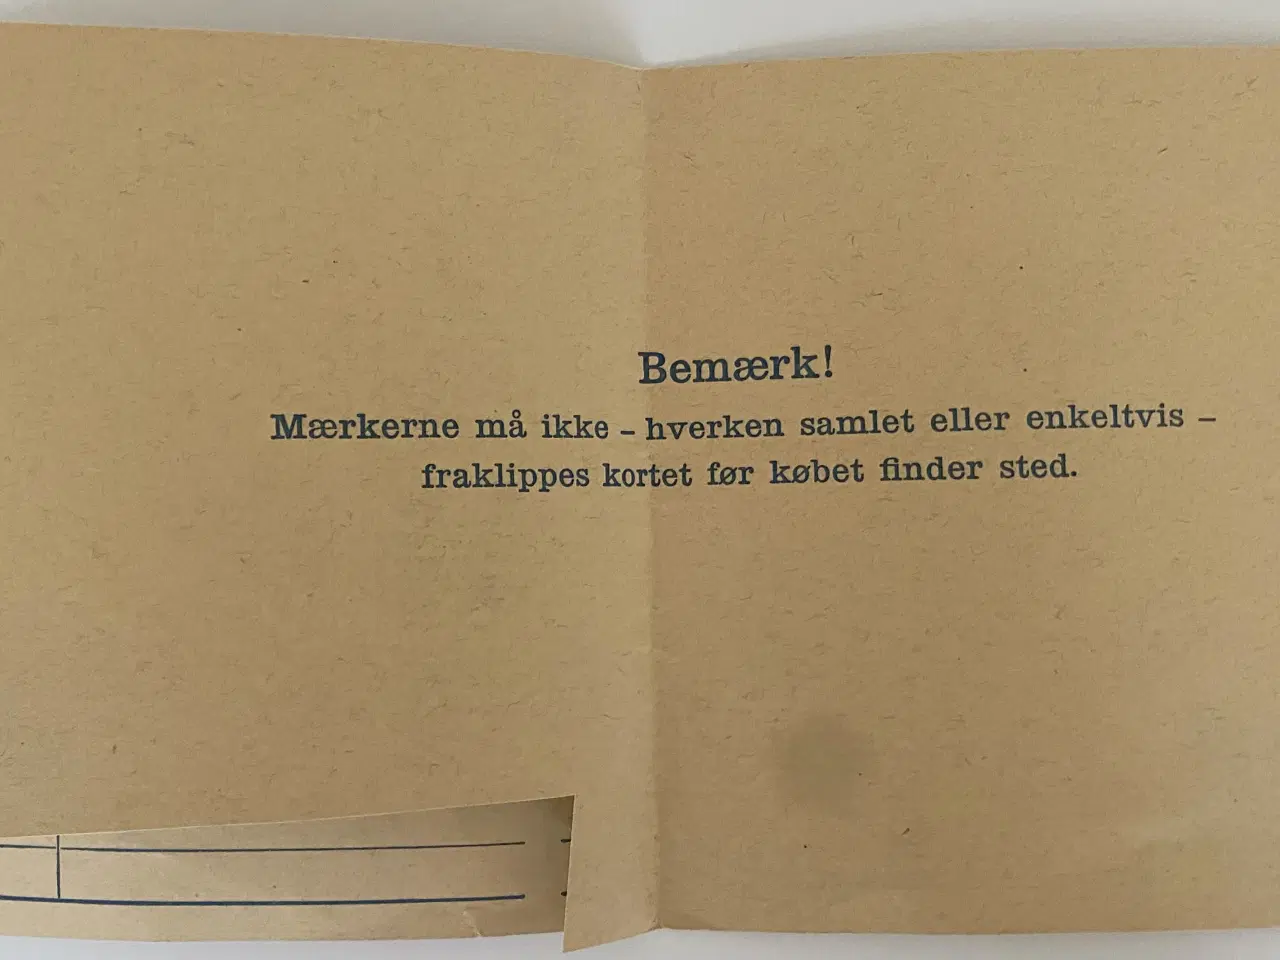 Bemærk!
Mærkerne må ikke – hverken samlet eller enkeltvis –
fraklippes kortet før købet finder sted.